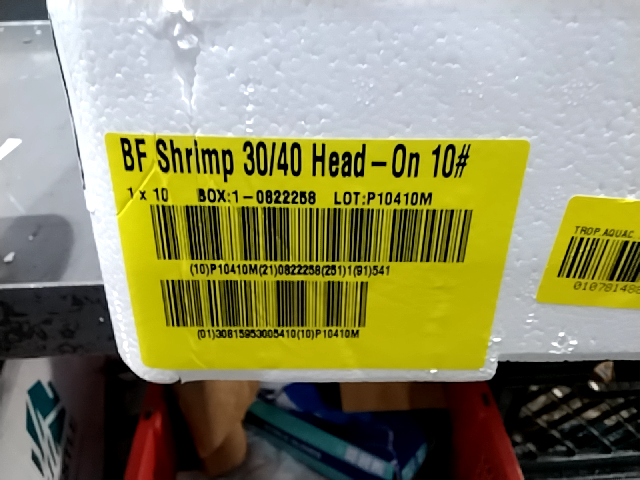 BF Shrimp 30/40 Head-On 10#
1 x 10 BOX:1-0822258 LOT:P10410M
(10)P10410M(21)0822258(251)1(91)541
(01)30815953005410(10)P10410M
TROP.AQUAC